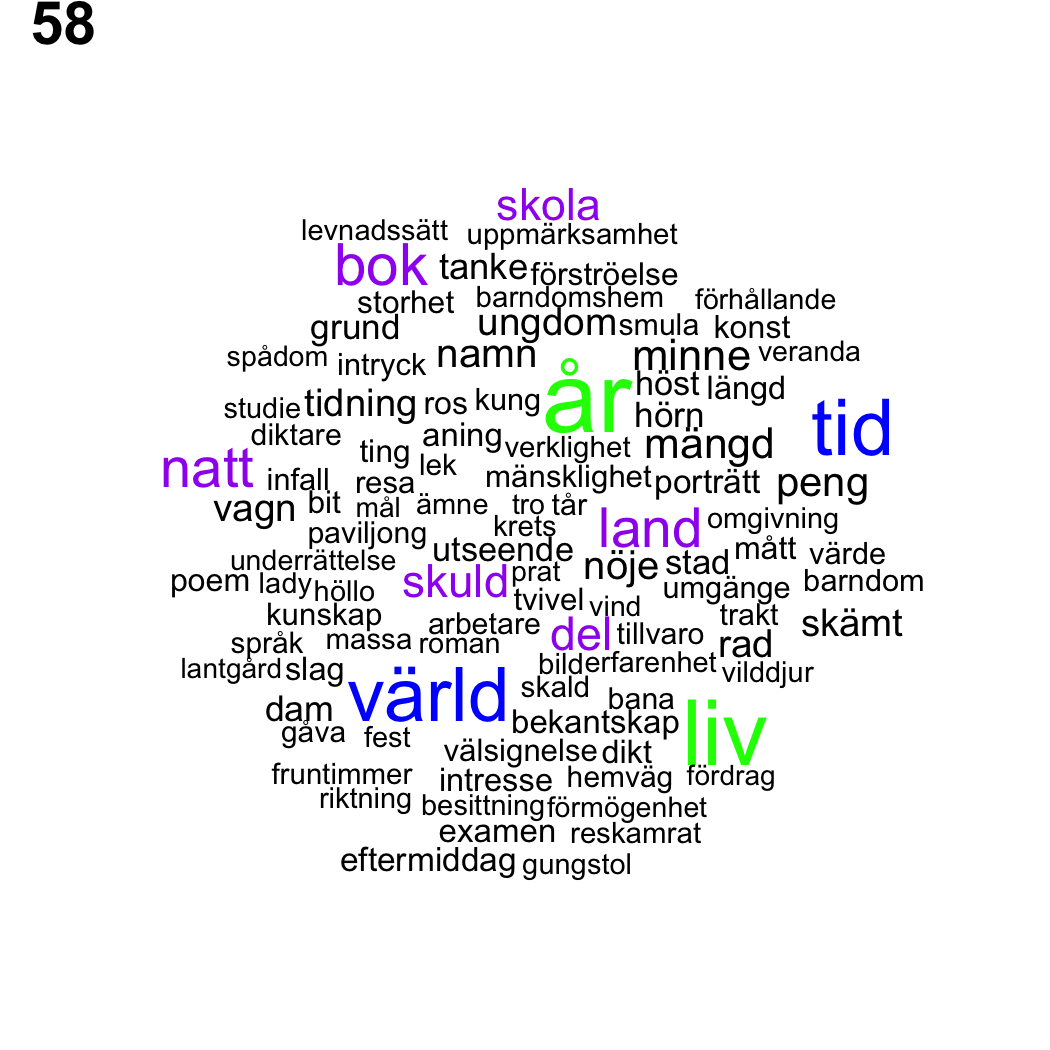 58
skola
levnadssätt uppmärksamhet
bok tanke förströelse
storhet barndomshem förhållande
grund ungdom smula konst
spådom intryck namn minne veranda
år höst längd
studie tidning ros kung hörn tid
diktare ting aning verklighet mängd
natt infall resa lek mänsklighet porträtt peng
vagn bit mål ämne tro tår
paviljong krets land omgivning
underrättelse utseende nöje stad mått värde
poem lady höllo skuld prat umgänge barndom
kunskap tvivel vind trakt skämt
språk massa arbetare roman del tillvaro rad
lantgård slag bild erfarenhet vilddjur
värld skald bana
dam bekantskap liv
gåva fest välsignelse dikt
fruntimmer intresse hemväg fördrag
riktning besittning förmögenhet
examen reskamrat
eftermiddag gungstol